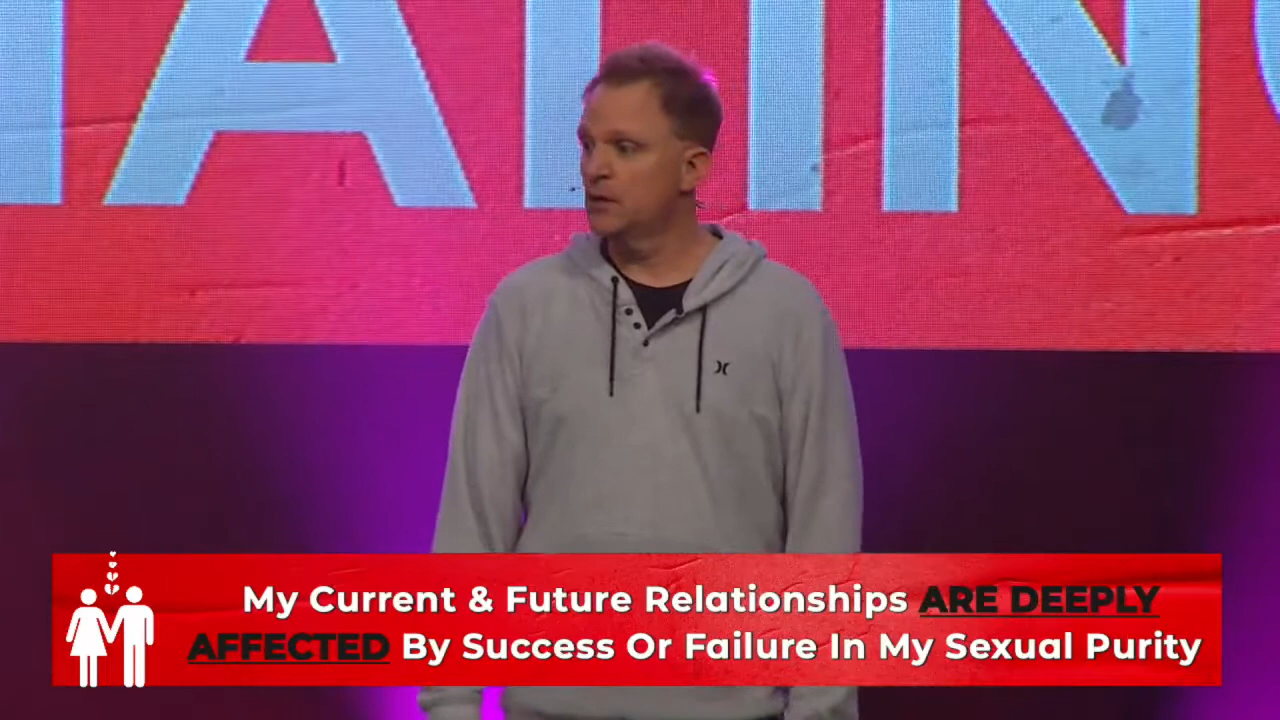 My Current & Future Relationships ARE DEEPLY
AFFECTED By Success Or Failure In My Sexual Purity